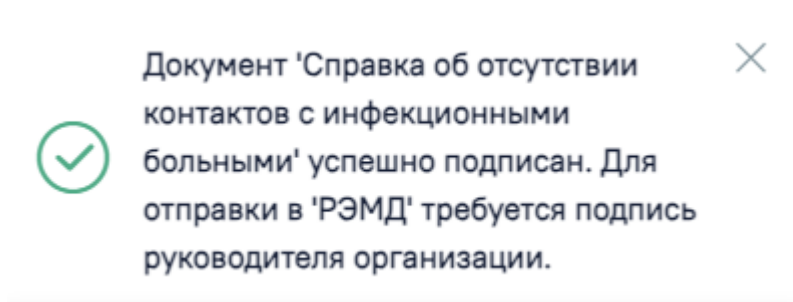 Документ 'Справка об отсутствии
контактов с инфекционными
больными' успешно подписан. Для
отправки в 'РЭМД' требуется подпись
руководителя организации.